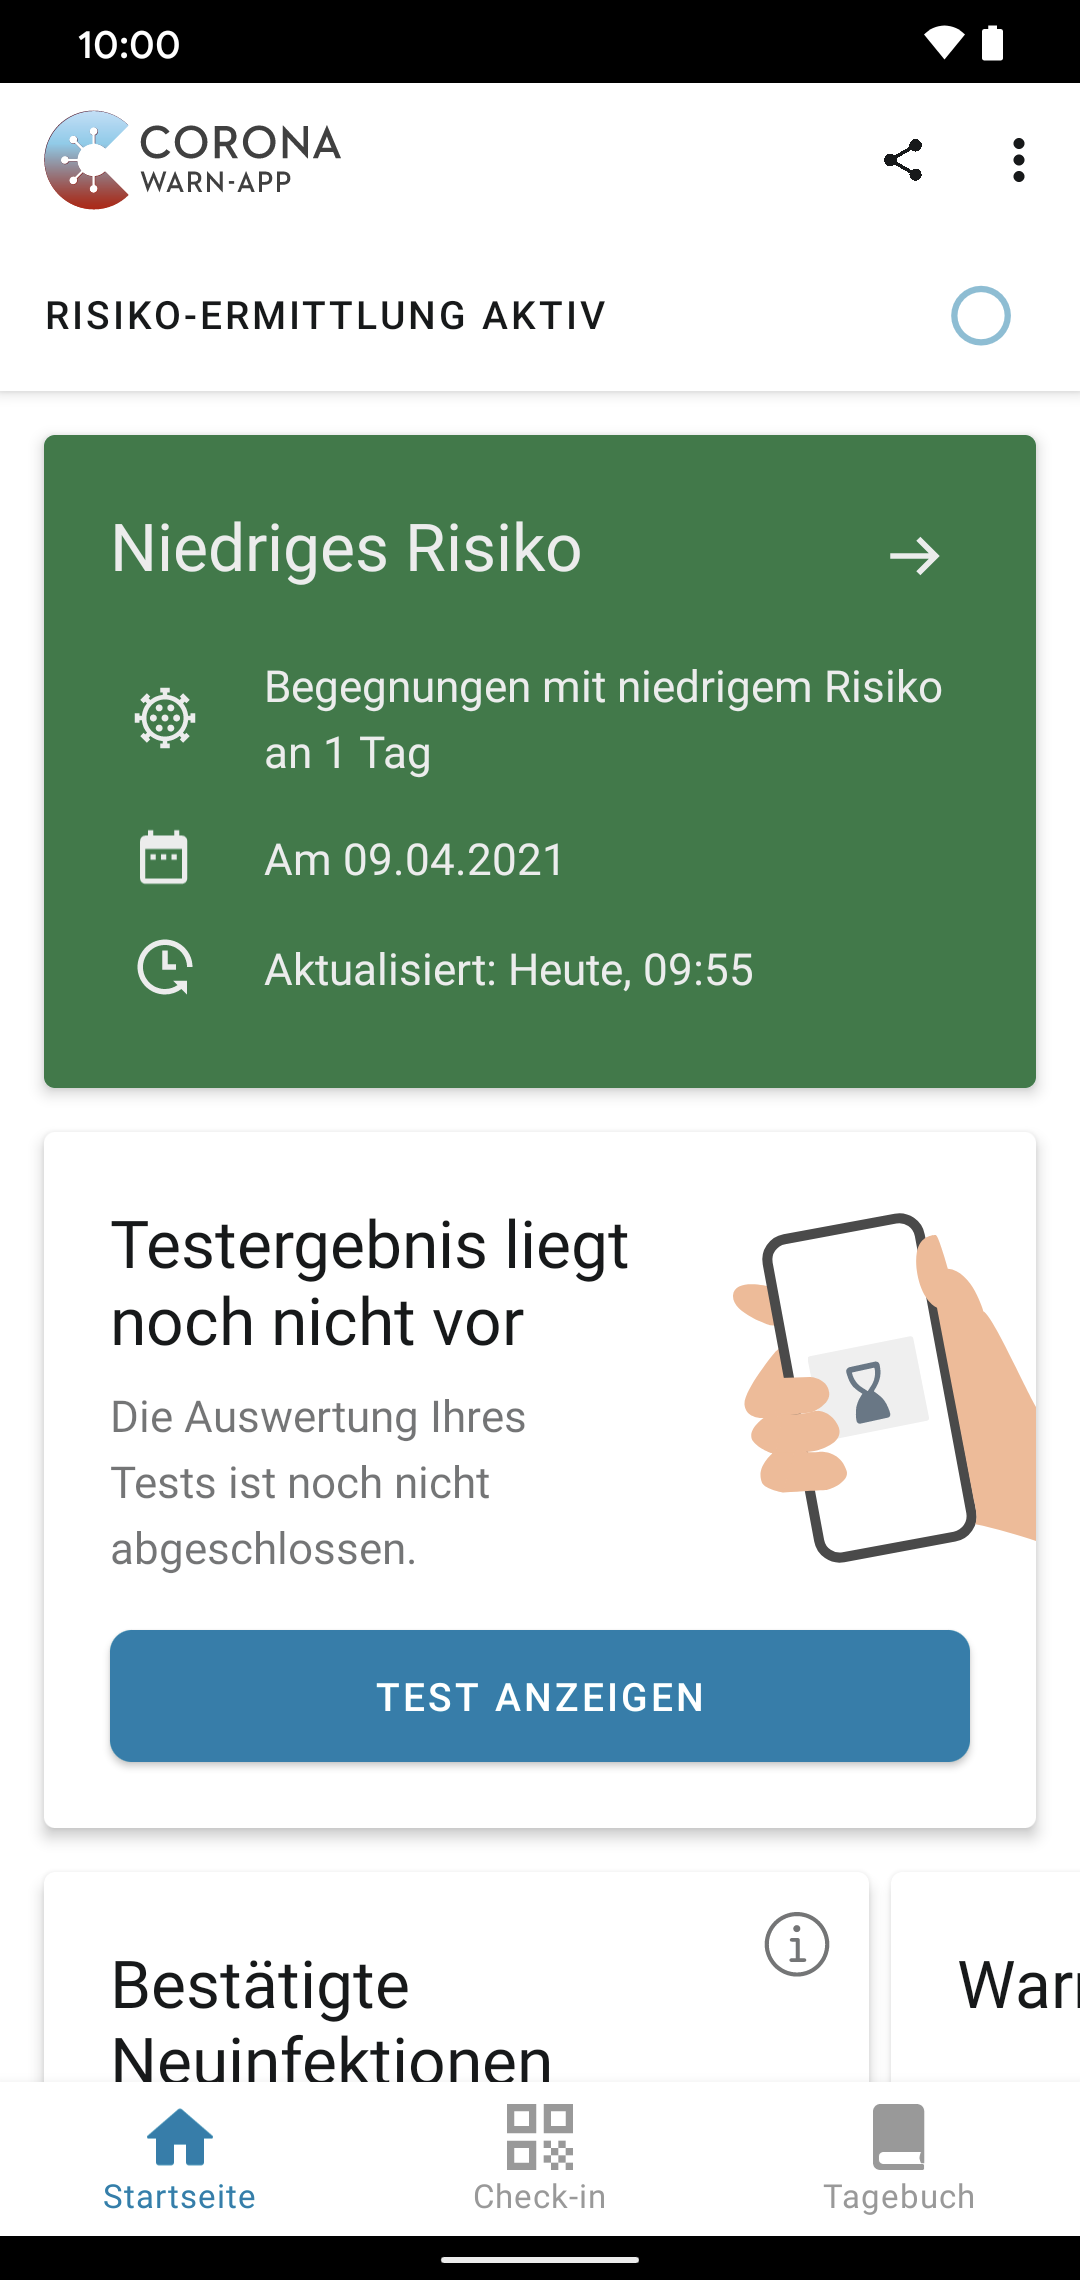 10:00
CORONA
WARN-APP
RISIKO-ERMITTLUNG AKTIV
Niedriges Risiko
Begegnungen mit niedrigem Risiko
an 1 Tag
Am 09.04.2021
Aktualisiert: Heute, 09:55
Testergebnis liegt
noch nicht vor
Die Auswertung Ihres
Tests ist noch nicht
abgeschlossen.
TEST ANZEIGEN
Bestätigte
Neuinfektionen
Startseite
Check-in
Tagebuch